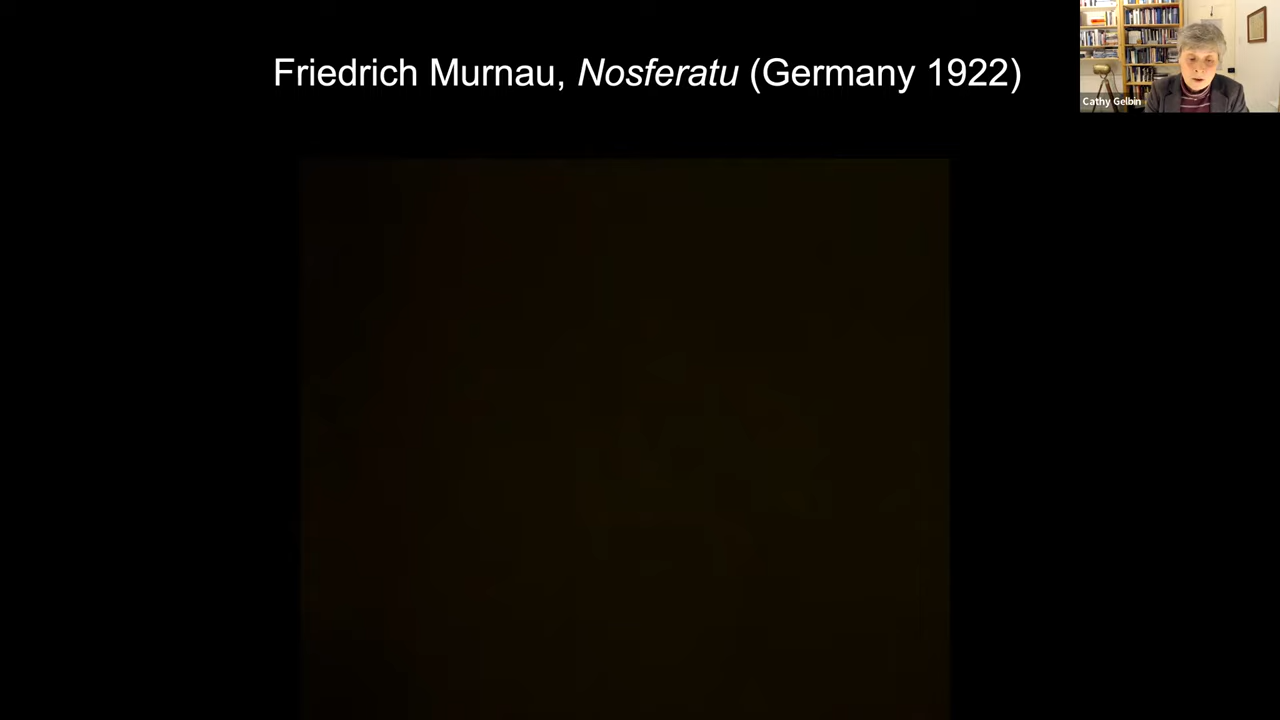 Friedrich Murnau, Nosferatu (Germany 1922)
Cathy Gelbin